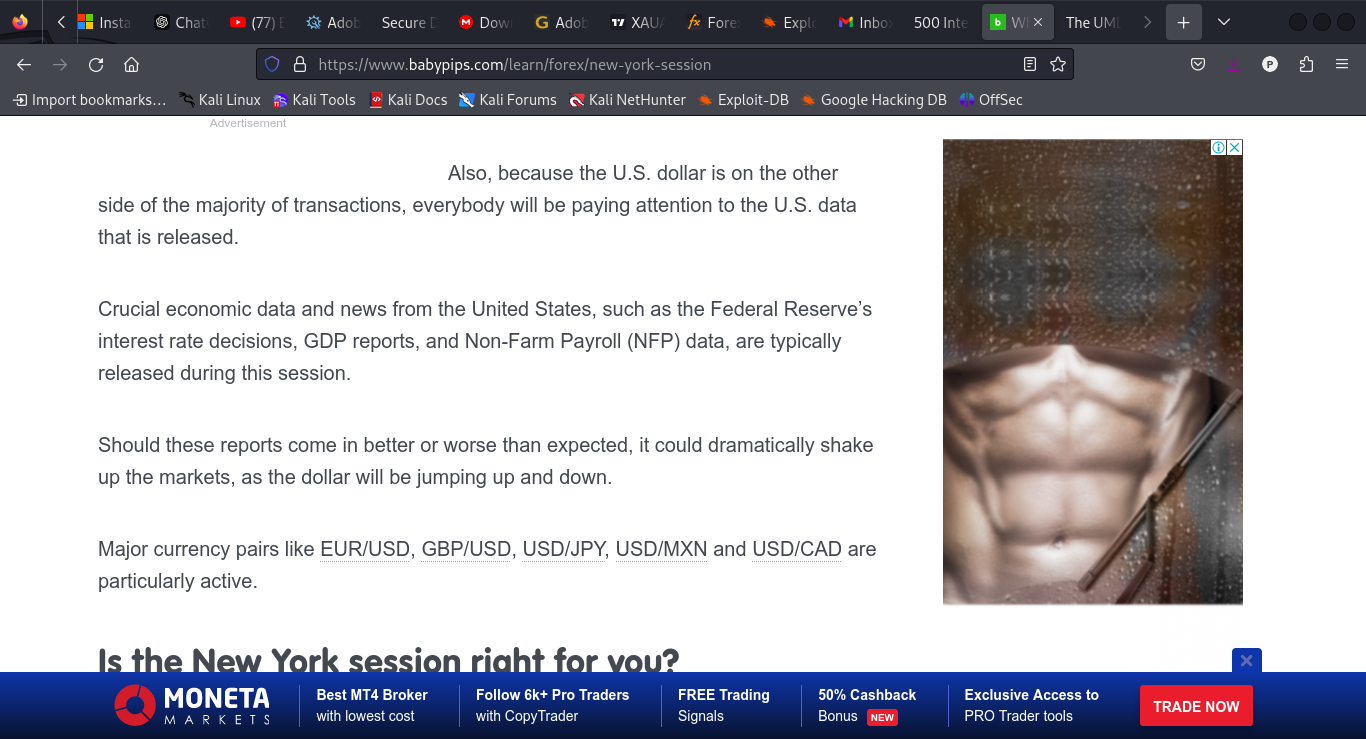 Insta
Chat
(77)
Adob
Secure
Dow
Adob
XAU
Fore
Expl
Inbo
500 Inte
The UM
https://www.babypips.com/learn/forex/new-york-session
P
Import bookmarks...
Kali Linux
Kali Tools
Kali Docs
Kali Forums
Kali NetHunter
Exploit-DB
Google Hacking DB
OffSec
Advertisement
Also, because the U.S. dollar is on the other
side of the majority of transactions, everybody will be paying attention to the U.S. data
that is released.
Crucial economic data and news from the United States, such as the Federal Reserve’s
interest rate decisions, GDP reports, and Non-Farm Payroll (NFP) data, are typically
released during this session.
Should these reports come in better or worse than expected, it could dramatically shake
up the markets, as the dollar will be jumping up and down.
Major currency pairs like EUR/USD, GBP/USD, USD/JPY, USD/MXN and USD/CAD are
particularly active.
Is the New York session right for you?
MONETA
MARKETS
Best MT4 Broker
with lowest cost
Follow 6k+ Pro Traders
with CopyTrader
FREE Trading
Signals
50% Cashback
Bonus NEW
Exclusive Access to
PRO Trader tools
TRADE NOW